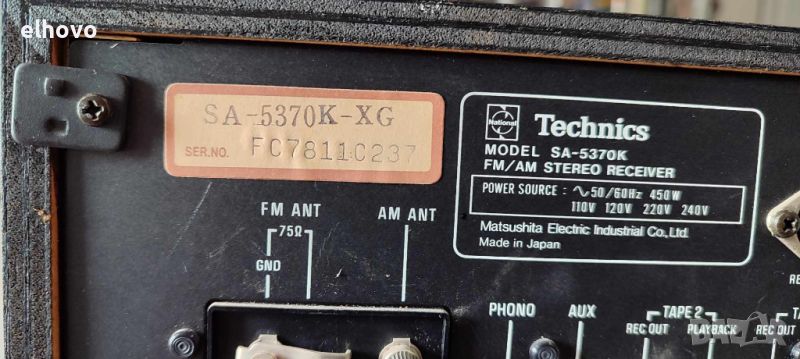 elhovo
SA-5370K-XG
SER.NO. FC7811C237
National
Technics
MODEL SA-5370K
FM/AM STEREO RECEIVER
POWER SOURCE : ∿50/60Hz 450W
110V 120V 220V 240V
Matsushita Electric Industrial Co., Ltd.
Made in Japan
FM ANT
AM ANT
75Ω
GND
PHONO
AUX
TAPE 2
REC OUT
PLAYBACK
REC OUT